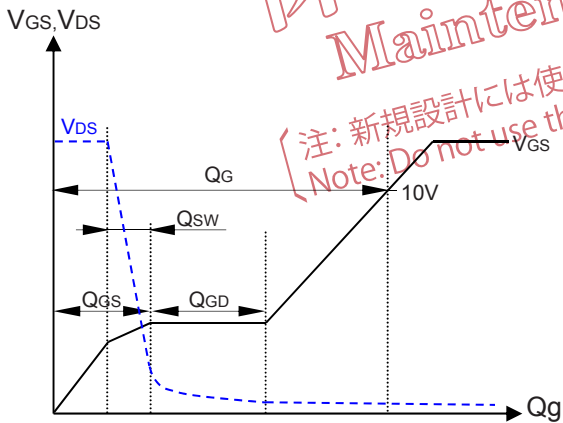 VGS,VDS
Mainten
注: 新規設計には使
Note: Do not use th
VDS
VGS
QG
10V
QSW
QGS
QGD
Qg